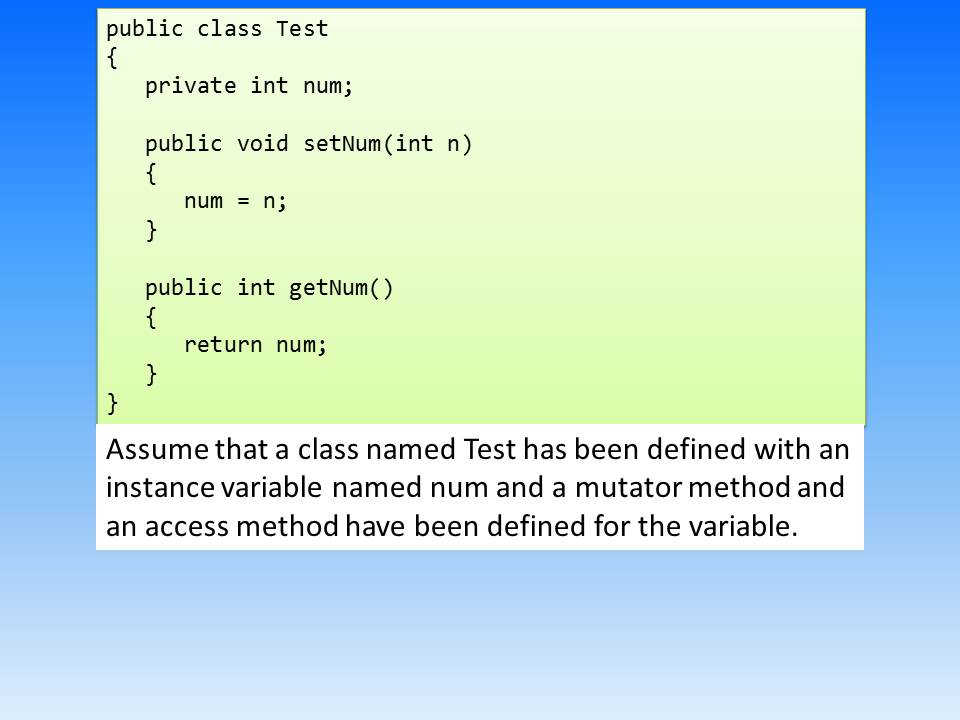 public class Test
{
   private int num;

   public void setNum(int n)
   {
      num = n;
   }

   public int getNum()
   {
      return num;
   }
}
Assume that a class named Test has been defined with an
instance variable named num and a mutator method and
an access method have been defined for the variable.